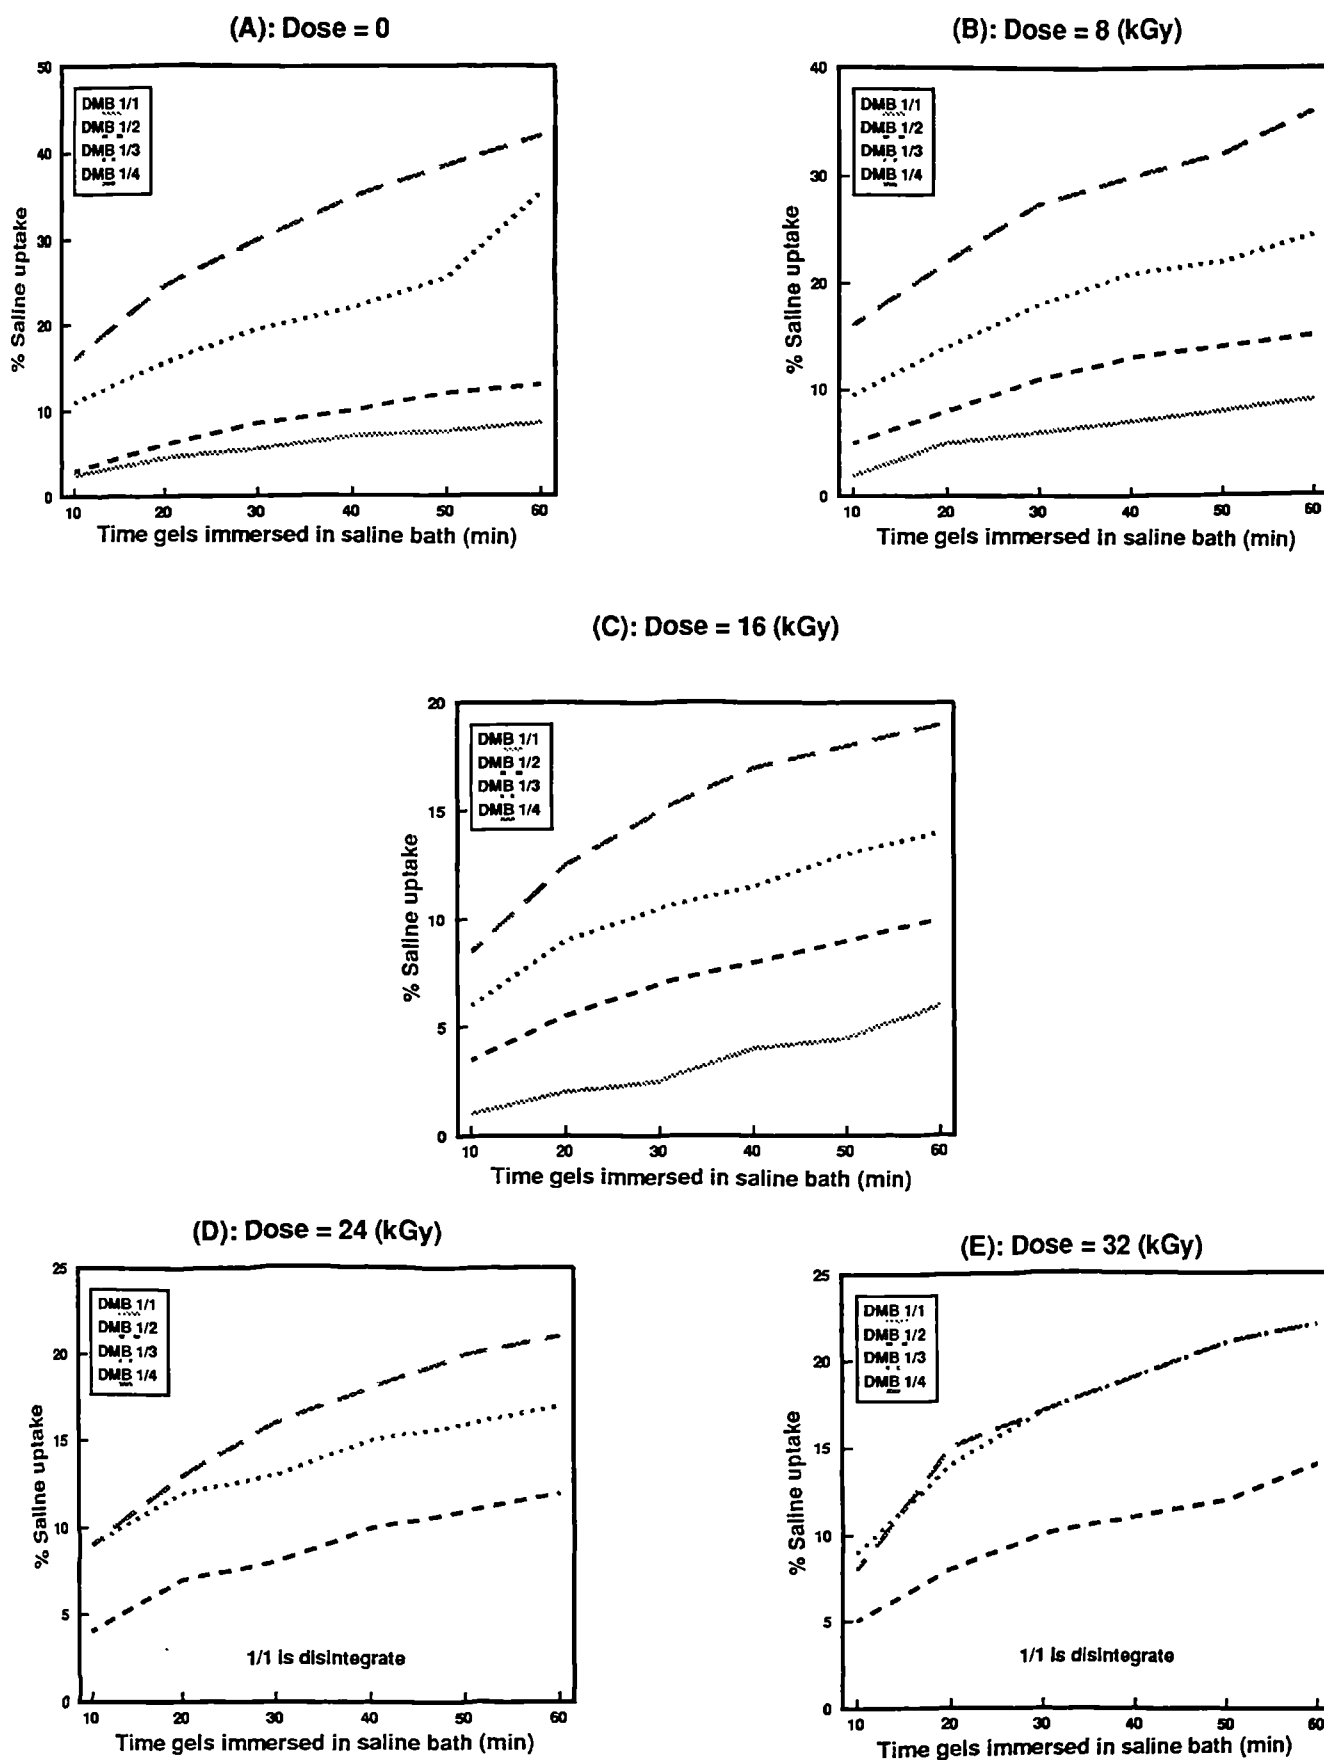 (A): Dose = 0
50
40
30
20
10
0
% Saline uptake
DMB 1/1
DMB 1/2
DMB 1/3
DMB 1/4
10 20 30 40 50 60
Time gels immersed in saline bath (min)
(B): Dose = 8 (kGy)
40
30
20
10
0
% Saline uptake
DMB 1/1
DMB 1/2
DMB 1/3
DMB 1/4
10 20 30 40 50 60
Time gels immersed in saline bath (min)
(C): Dose = 16 (kGy)
20
15
10
5
0
% Saline uptake
DMB 1/1
DMB 1/2
DMB 1/3
DMB 1/4
10 20 30 40 50 60
Time gels immersed in saline bath (min)
(D): Dose = 24 (kGy)
25
20
15
10
5
0
% Saline uptake
DMB 1/1
DMB 1/2
DMB 1/3
DMB 1/4
1/1 is disintegrate
10 20 30 40 50 60
Time gels immersed in saline bath (min)
(E): Dose = 32 (kGy)
25
20
15
10
5
0
% Saline uptake
DMB 1/1
DMB 1/2
DMB 1/3
DMB 1/4
1/1 is disintegrate
10 20 30 40 50 60
Time gels immersed in saline bath (min)